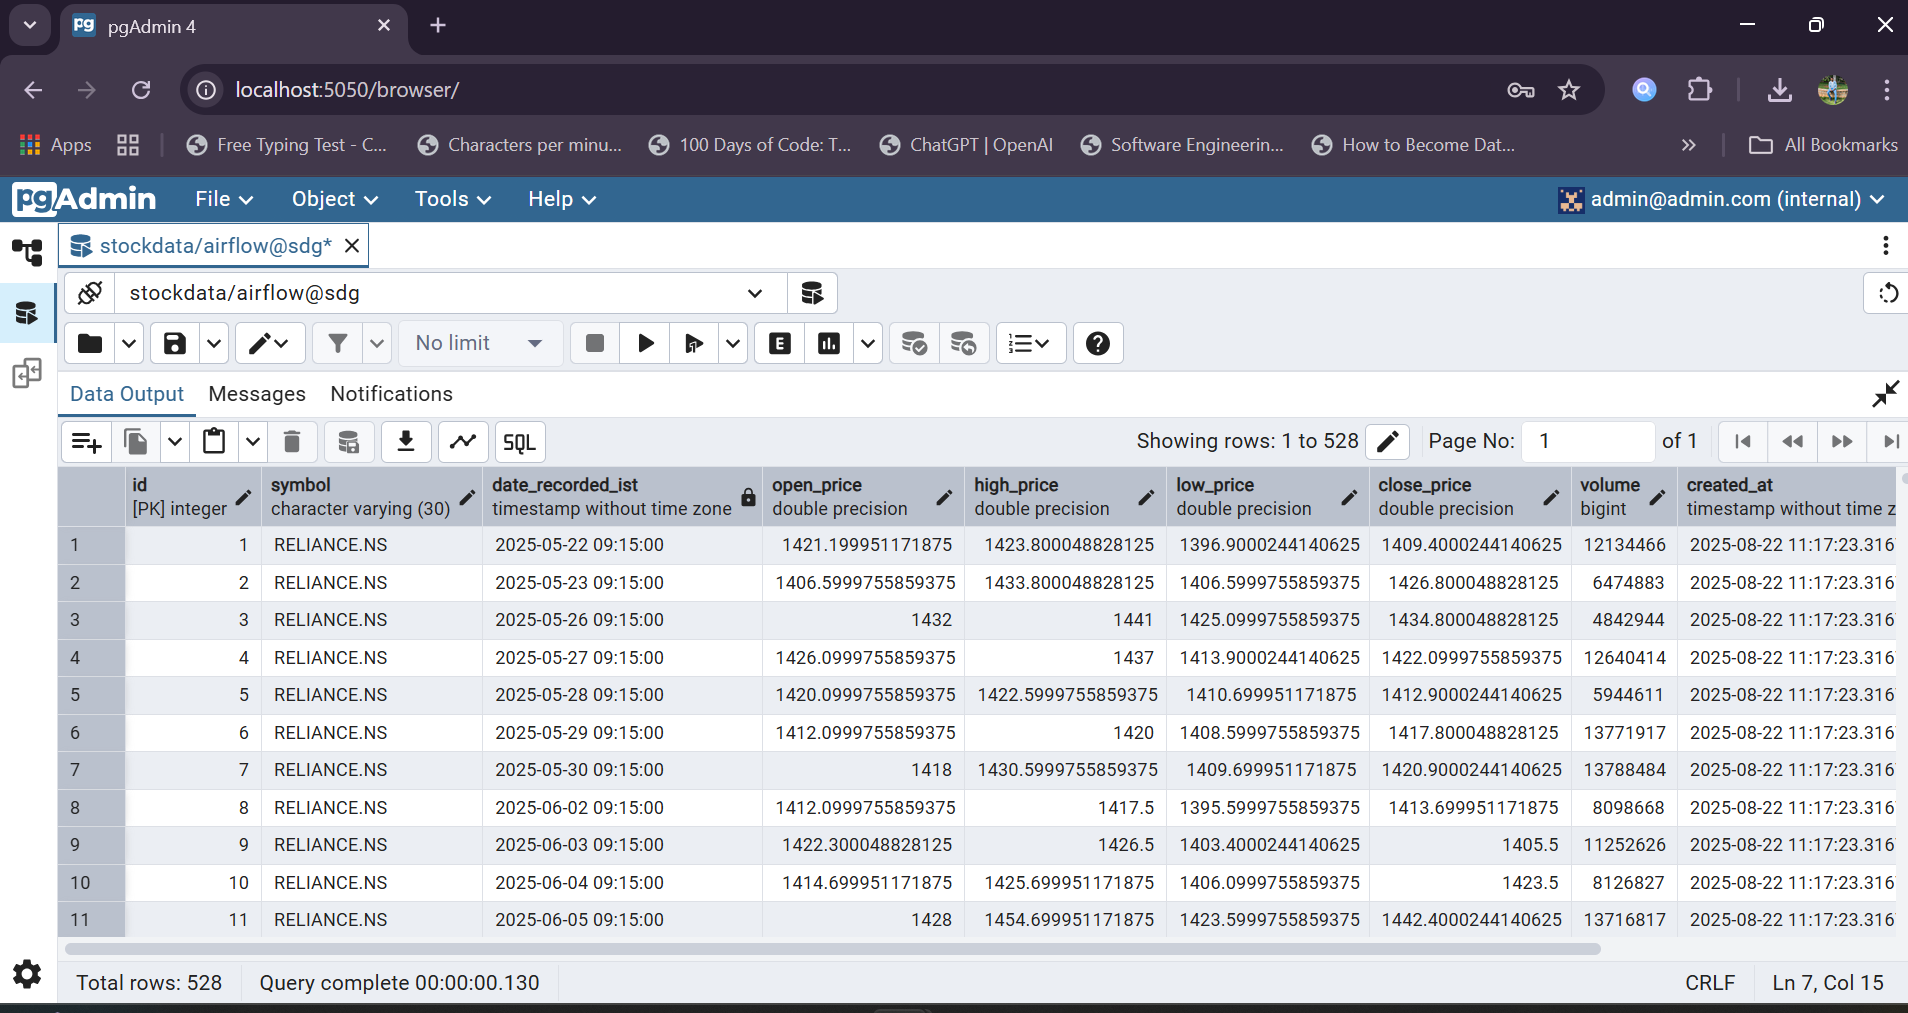 pgAdmin 4
localhost:5050/browser/
Apps
Free Typing Test - C...
Characters per minu...
100 Days of Code: T...
ChatGPT | OpenAI
Software Engineerin...
How to Become Dat...
All Bookmarks
pgAdmin File Object Tools Help admin@admin.com (internal)
stockdata/airflow@sdg*
stockdata/airflow@sdg
No limit
Data Output Messages Notifications
SQL Showing rows: 1 to 528 Page No: 1 of 1
id symbol date_recorded_ist open_price high_price low_price close_price volume created_at
[PK] integer character varying (30) timestamp without time zone double precision double precision double precision double precision bigint timestamp without time z
1 1 RELIANCE.NS 2025-05-22 09:15:00 1421.199951171875 1423.800048828125 1396.9000244140625 1409.4000244140625 12134466 2025-08-22 11:17:23.316
2 2 RELIANCE.NS 2025-05-23 09:15:00 1406.5999755859375 1433.800048828125 1406.5999755859375 1426.800048828125 6474883 2025-08-22 11:17:23.316
3 3 RELIANCE.NS 2025-05-26 09:15:00 1432 1441 1425.0999755859375 1434.800048828125 4842944 2025-08-22 11:17:23.316
4 4 RELIANCE.NS 2025-05-27 09:15:00 1426.0999755859375 1437 1413.9000244140625 1422.0999755859375 12640414 2025-08-22 11:17:23.316
5 5 RELIANCE.NS 2025-05-28 09:15:00 1420.0999755859375 1422.5999755859375 1410.699951171875 1412.9000244140625 5944611 2025-08-22 11:17:23.316
6 6 RELIANCE.NS 2025-05-29 09:15:00 1412.0999755859375 1420 1408.5999755859375 1417.800048828125 13771917 2025-08-22 11:17:23.316
7 7 RELIANCE.NS 2025-05-30 09:15:00 1418 1430.5999755859375 1409.699951171875 1420.9000244140625 13788484 2025-08-22 11:17:23.316
8 8 RELIANCE.NS 2025-06-02 09:15:00 1412.0999755859375 1417.5 1395.5999755859375 1413.699951171875 8098668 2025-08-22 11:17:23.316
9 9 RELIANCE.NS 2025-06-03 09:15:00 1422.300048828125 1426.5 1403.4000244140625 1405.5 11252626 2025-08-22 11:17:23.316
10 10 RELIANCE.NS 2025-06-04 09:15:00 1414.699951171875 1425.699951171875 1406.0999755859375 1423.5 8126827 2025-08-22 11:17:23.316
11 11 RELIANCE.NS 2025-06-05 09:15:00 1428 1454.699951171875 1423.5999755859375 1442.4000244140625 13716817 2025-08-22 11:17:23.316
Total rows: 528 Query complete 00:00:00.130 CRLF Ln 7, Col 15